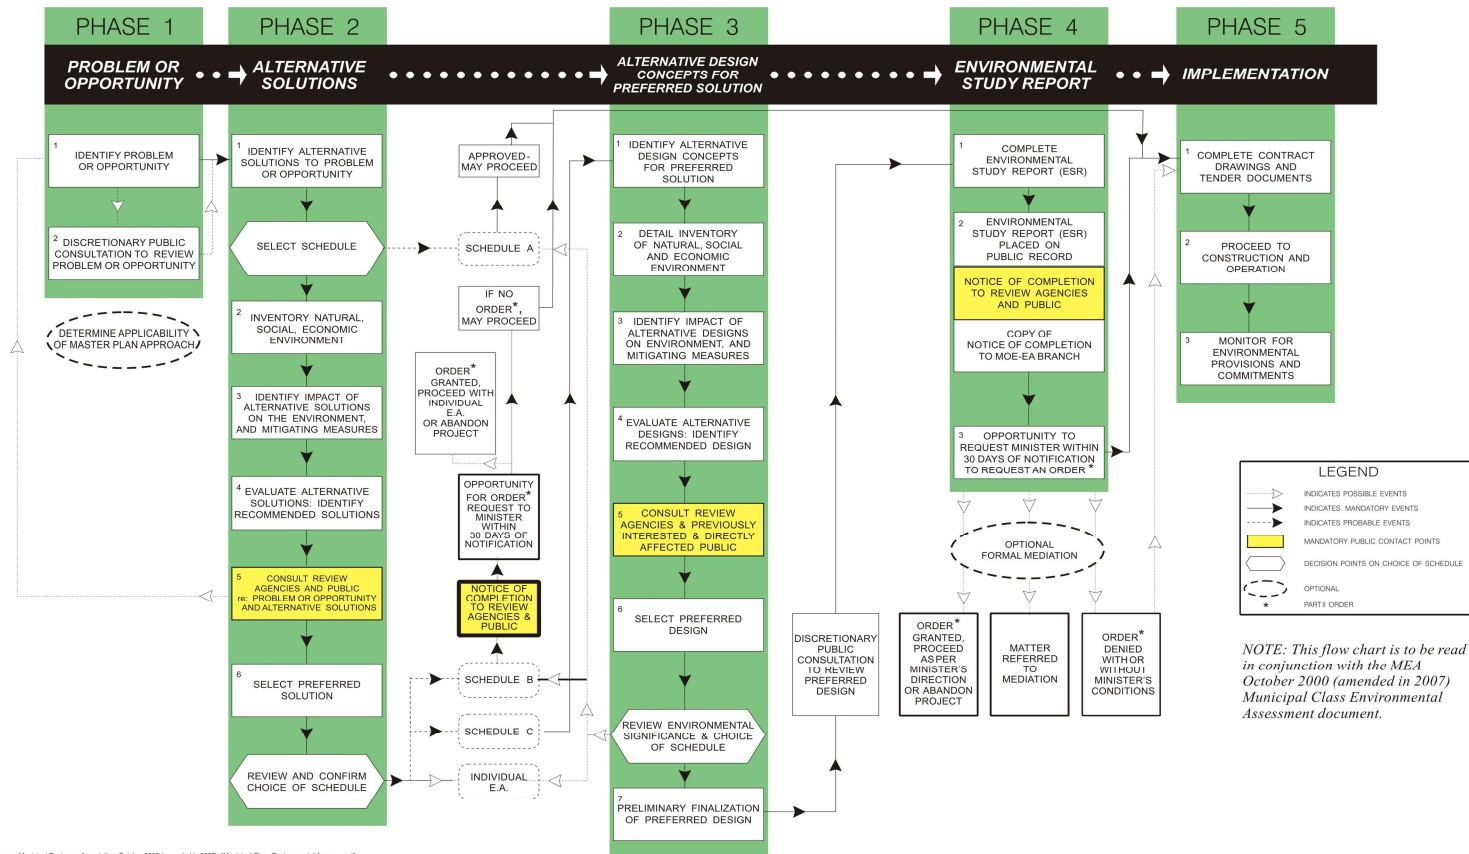 PHASE 1
PHASE 2
PHASE 3
PHASE 4
PHASE 5
PROBLEM OR
OPPORTUNITY
ALTERNATIVE
SOLUTIONS
ALTERNATIVE DESIGN
CONCEPTS FOR
PREFERRED SOLUTION
ENVIRONMENTAL
STUDY REPORT
IMPLEMENTATION
1
IDENTIFY PROBLEM
OR OPPORTUNITY
2
DISCRETIONARY PUBLIC
CONSULTATION TO REVIEW
PROBLEM OR OPPORTUNITY
DETERMINE APPLICABILITY
OF MASTER PLAN APPROACH
1
IDENTIFY ALTERNATIVE
SOLUTIONS TO PROBLEM
OR OPPORTUNITY
SELECT SCHEDULE
2
INVENTORY NATURAL,
SOCIAL, ECONOMIC
ENVIRONMENT
3
IDENTIFY IMPACT OF
ALTERNATIVE SOLUTIONS
ON THE ENVIRONMENT,
AND MITIGATING MEASURES
4
EVALUATE ALTERNATIVE
SOLUTIONS: IDENTIFY
RECOMMENDED SOLUTIONS
5
CONSULT REVIEW
AGENCIES AND PUBLIC
re: PROBLEM OR OPPORTUNITY
AND ALTERNATIVE SOLUTIONS
6
SELECT PREFERRED
SOLUTION
REVIEW AND CONFIRM
CHOICE OF SCHEDULE
APPROVED-
MAY PROCEED
SCHEDULE A
IF NO
ORDER*,
MAY PROCEED
ORDER*
GRANTED,
PROCEED WITH
INDIVIDUAL
E.A.
OR ABANDON
PROJECT
OPPORTUNITY
FOR ORDER*
REQUEST TO
MINISTER
WITHIN
30 DAYS OF
NOTIFICATION
NOTICE OF
COMPLETION
TO REVIEW
AGENCIES &
PUBLIC
SCHEDULE B
SCHEDULE C
INDIVIDUAL
E.A.
1
IDENTIFY ALTERNATIVE
DESIGN CONCEPTS
FOR PREFERRED
SOLUTION
2
DETAIL INVENTORY
OF NATURAL, SOCIAL
AND ECONOMIC
ENVIRONMENT
3
IDENTIFY IMPACT OF
ALTERNATIVE DESIGNS
ON ENVIRONMENT, AND
MITIGATING MEASURES
4
EVALUATE ALTERNATIVE
DESIGNS: IDENTIFY
RECOMMENDED DESIGN
5
CONSULT REVIEW
AGENCIES & PREVIOUSLY
INTERESTED & DIRECTLY
AFFECTED PUBLIC
6
SELECT PREFERRED
DESIGN
REVIEW ENVIRONMENTAL
SIGNIFICANCE & CHOICE
OF SCHEDULE
7
PRELIMINARY FINALIZATION
OF PREFERRED DESIGN
DISCRETIONARY
PUBLIC
CONSULTATION
TO REVIEW
PREFERRED
DESIGN
1
COMPLETE
ENVIRONMENTAL
STUDY REPORT (ESR)
2
ENVIRONMENTAL
STUDY REPORT (ESR)
PLACED ON
PUBLIC RECORD
NOTICE OF COMPLETION
TO REVIEW AGENCIES
AND PUBLIC
COPY OF
NOTICE OF COMPLETION
TO MOE-EA BRANCH
3
OPPORTUNITY TO
REQUEST MINISTER WITHIN
30 DAYS OF NOTIFICATION
TO REQUEST AN ORDER *
OPTIONAL
FORMAL MEDIATION
ORDER*
GRANTED,
PROCEED
AS PER
MINISTER'S
DIRECTION
OR ABANDON
PROJECT
MATTER
REFERRED
TO
MEDIATION
ORDER*
DENIED
WITH OR
WITHOUT
MINISTER'S
CONDITIONS
1
COMPLETE CONTRACT
DRAWINGS AND
TENDER DOCUMENTS
2
PROCEED TO
CONSTRUCTION AND
OPERATION
3
MONITOR FOR
ENVIRONMENTAL
PROVISIONS AND
COMMITMENTS
LEGEND
INDICATES POSSIBLE EVENTS
INDICATES MANDATORY EVENTS
INDICATES PROBABLE EVENTS
MANDATORY PUBLIC CONTACT POINTS
DECISION POINTS ON CHOICE OF SCHEDULE
OPTIONAL
* PART II ORDER
NOTE: This flow chart is to be read
in conjunction with the MEA
October 2000 (amended in 2007)
Municipal Class Environmental
Assessment document.